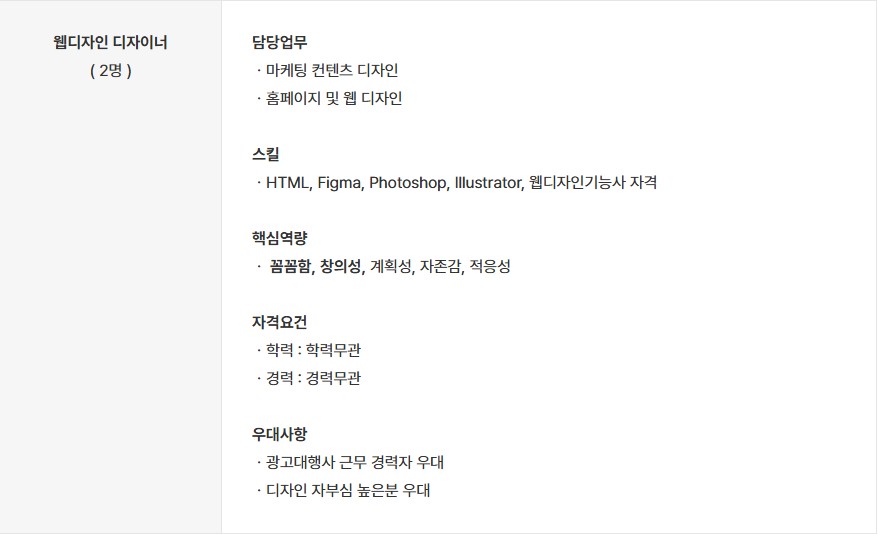 웹디자인 디자이너
( 2명 )
담당업무
· 마케팅 컨텐츠 디자인
· 홈페이지 및 웹 디자인
스킬
· HTML, Figma, Photoshop, Illustrator, 웹디자인기능사 자격
핵심역량
· 꼼꼼함, 창의성, 계획성, 자존감, 적응성
자격요건
· 학력 : 학력무관
· 경력 : 경력무관
우대사항
· 광고대행사 근무 경력자 우대
· 디자인 자부심 높은분 우대